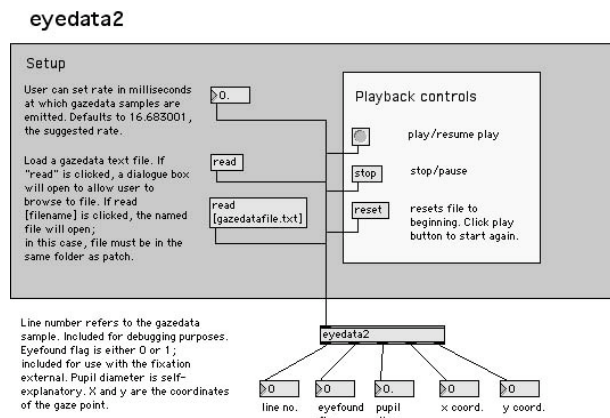 eyedata2
Setup
User can set rate in milliseconds
at which gazedata samples are
emitted. Defaults to 16.683001,
the suggested rate.
0.
Load a gazedata text file. If
"read" is clicked, a dialogue box
will open to allow user to
browse to file. If read
[filename] is clicked, the named
file will open;
in this case, file must be in the
same folder as patch.
read
read
[gazedatafile.txt]
Playback controls
play/resume play
stop
stop/pause
reset
resets file to
beginning. Click play
button to start again.
Line number refers to the gazedata
sample. Included for debugging purposes.
Eyefound flag is either 0 or 1;
included for use with the fixation
external. Pupil diameter is self-
explanatory. X and y are the coordinates
of the gaze point.
eyedata2
0 0 0. 0 0
line no. eyefound pupil x coord. y coord.